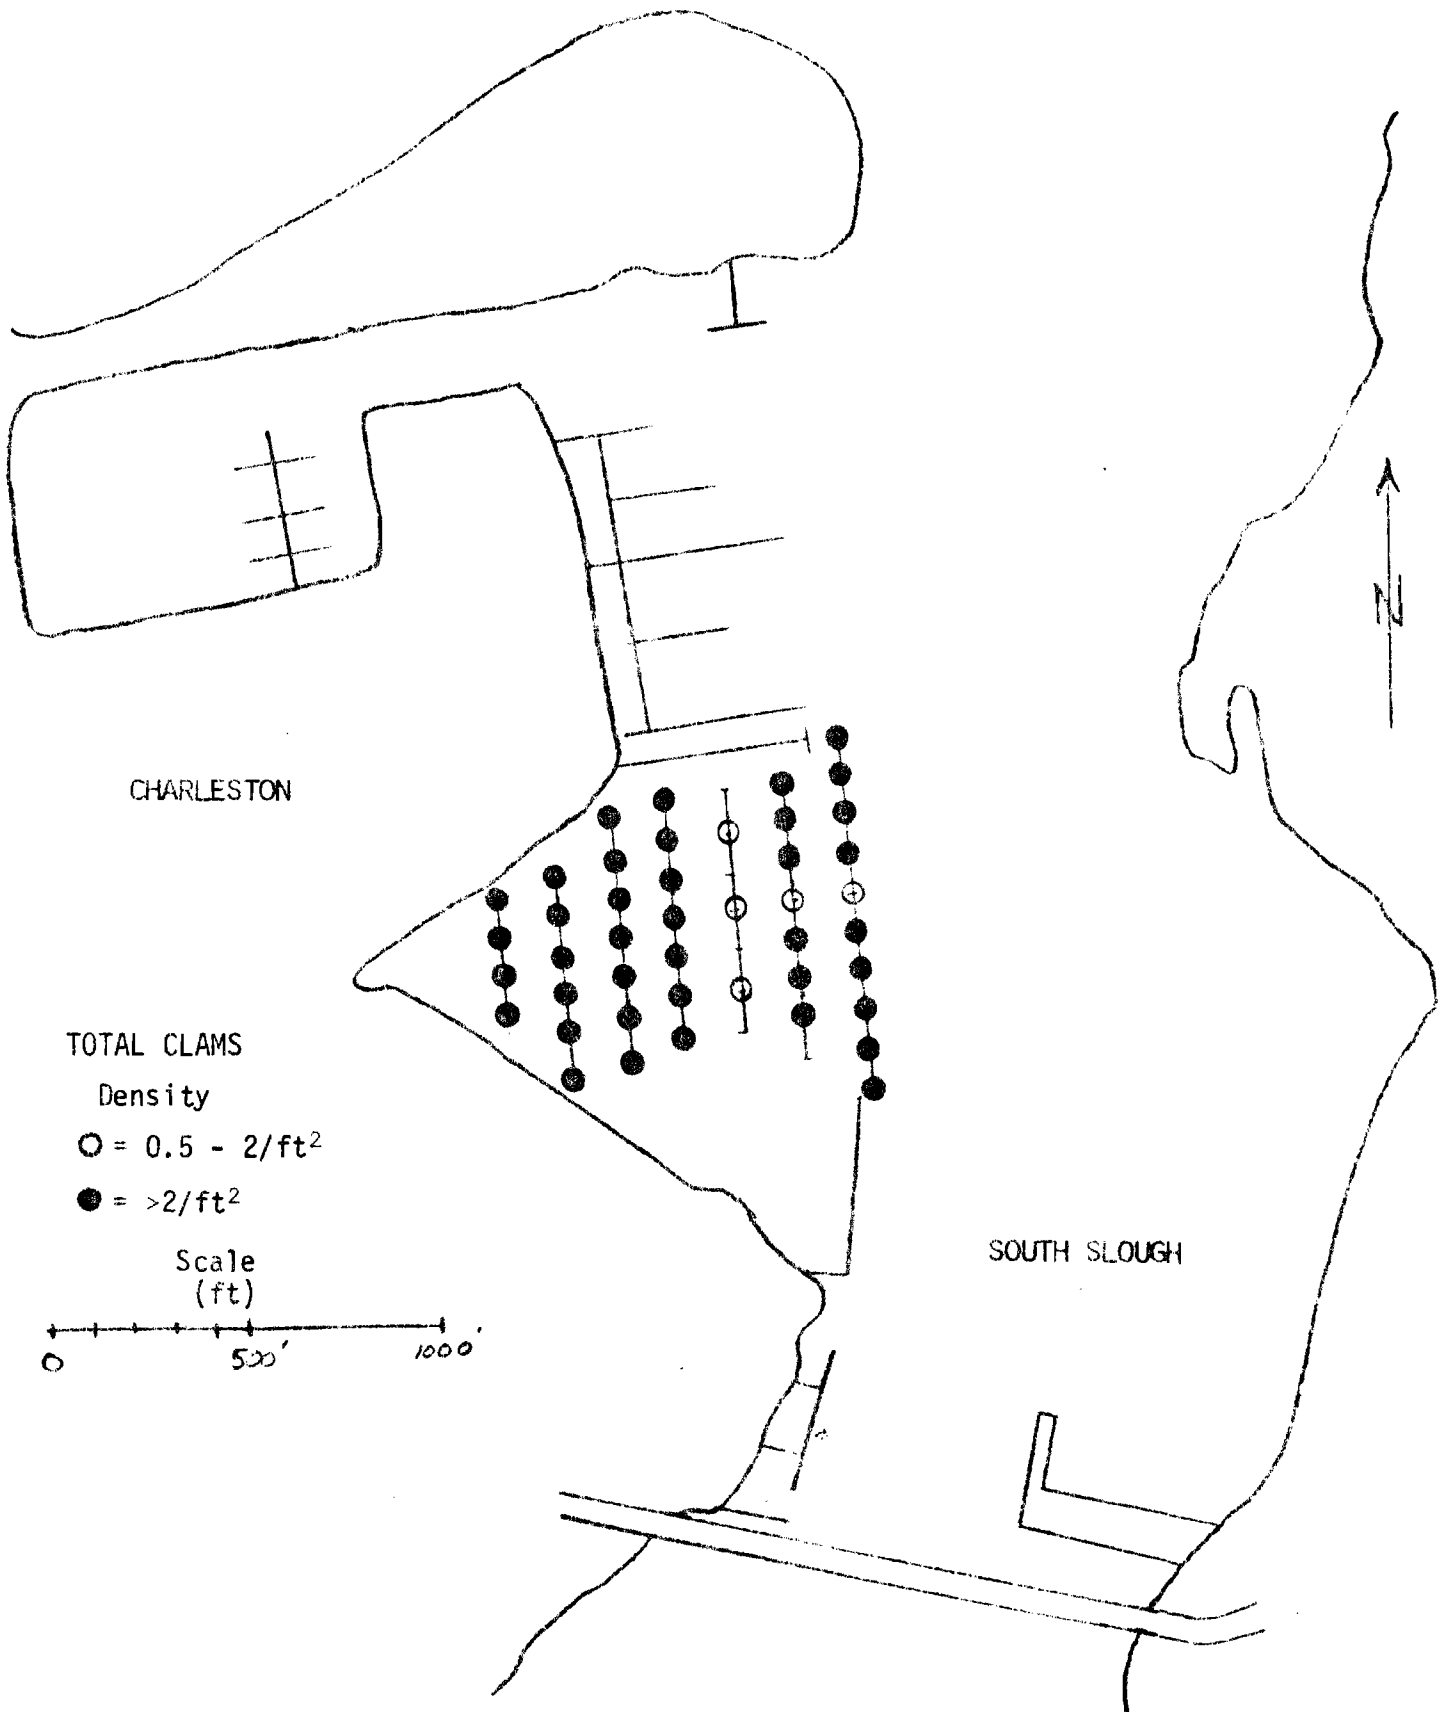 N
CHARLESTON
TOTAL CLAMS
Density
O = 0.5 - 2/ft²
● = >2/ft²
Scale
(ft)
0 500' 1000'
SOUTH SLOUGH